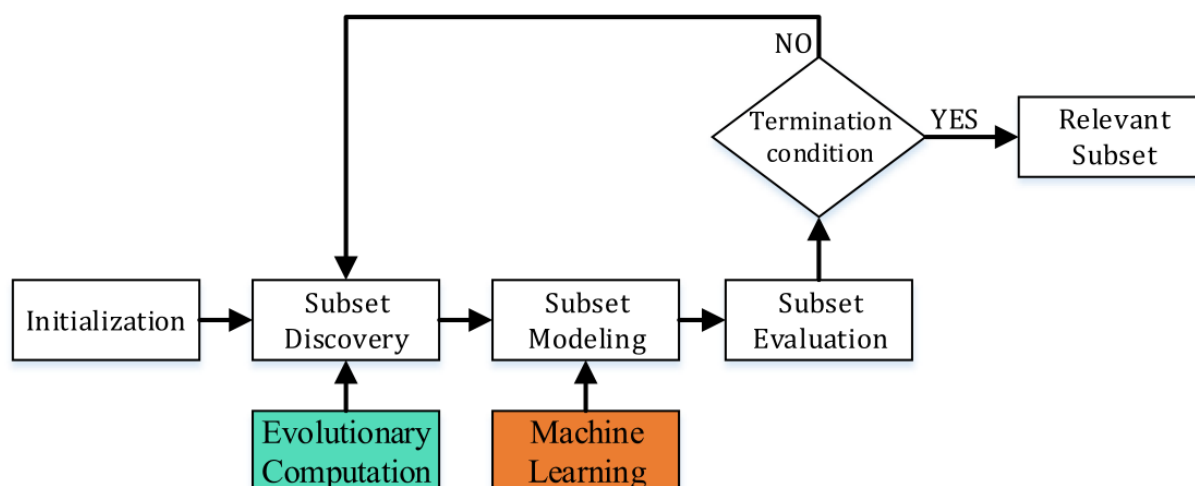 NO
Termination
condition
YES
Relevant
Subset
Initialization
Subset
Discovery
Subset
Modeling
Subset
Evaluation
Evolutionary
Computation
Machine
Learning